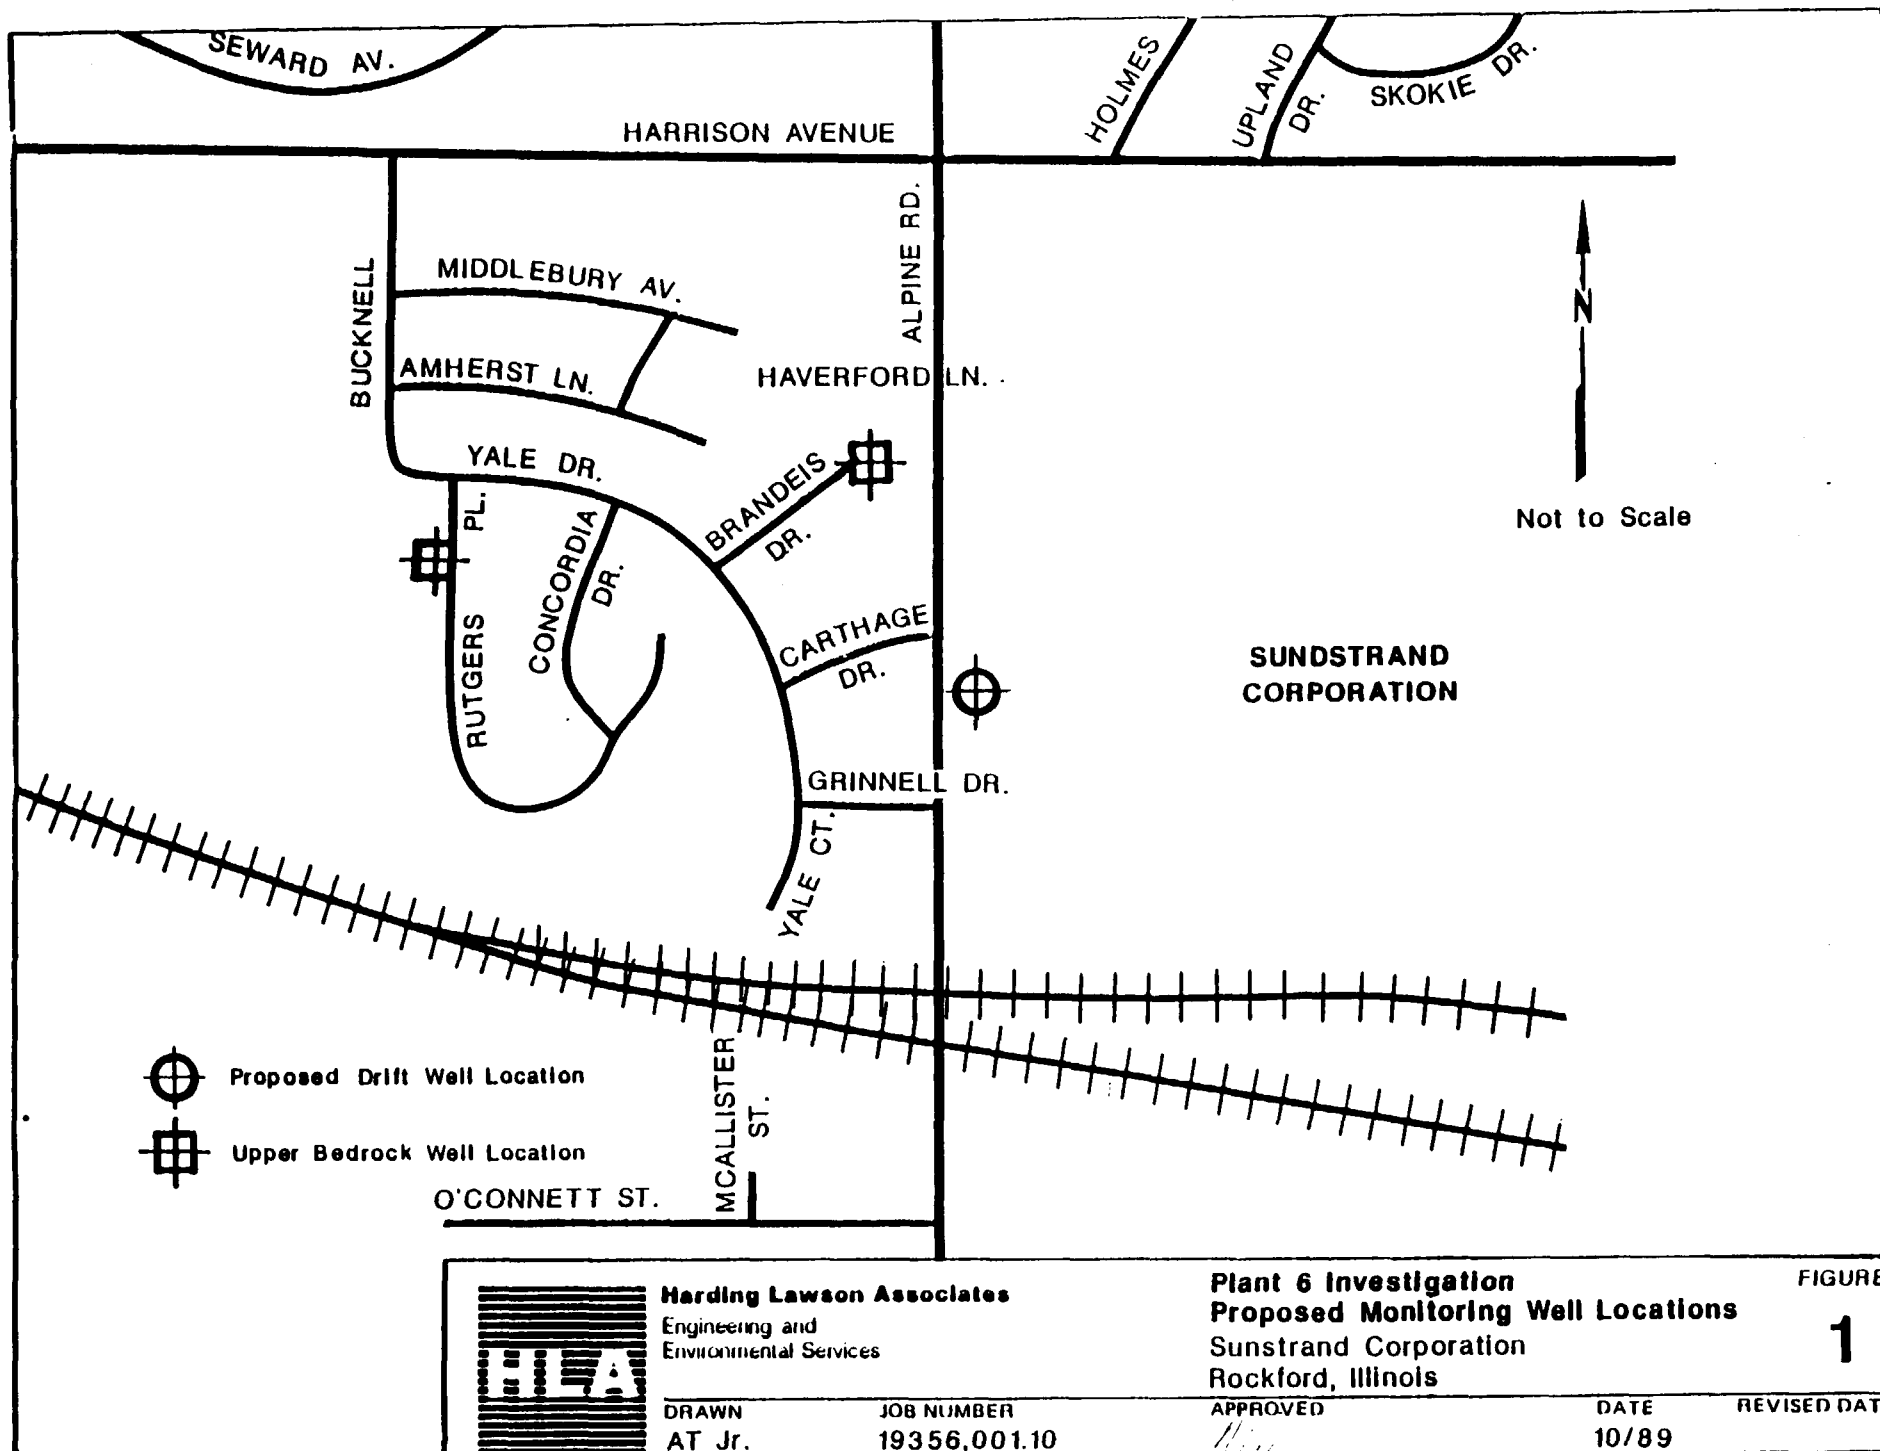 SEWARD AV.
HOLMES
UPLAND
DR.
SKOKIE DR.
HARRISON AVENUE
ALPINE RD.
BUCKNELL
MIDDLEBURY AV.
AMHERST LN.
HAVERFORD LN.
N
Not to Scale
YALE DR.
BRANDEIS
DR.
PL.
RUTGERS
CONCORDIA
DR.
CARTHAGE
DR.
SUNDSTRAND
CORPORATION
GRINNELL DR.
YALE CT.
MCALLISTER
ST.
Proposed Drift Well Location
Upper Bedrock Well Location
O'CONNETT ST.
HLA
Harding Lawson Associates
Engineering and
Environmental Services
Plant 6 Investigation
Proposed Monitoring Well Locations
Sunstrand Corporation
Rockford, Illinois
FIGURE
1
DRAWN
AT Jr.
JOB NUMBER
19356,001.10
APPROVED
DATE
10/89
REVISED DAT